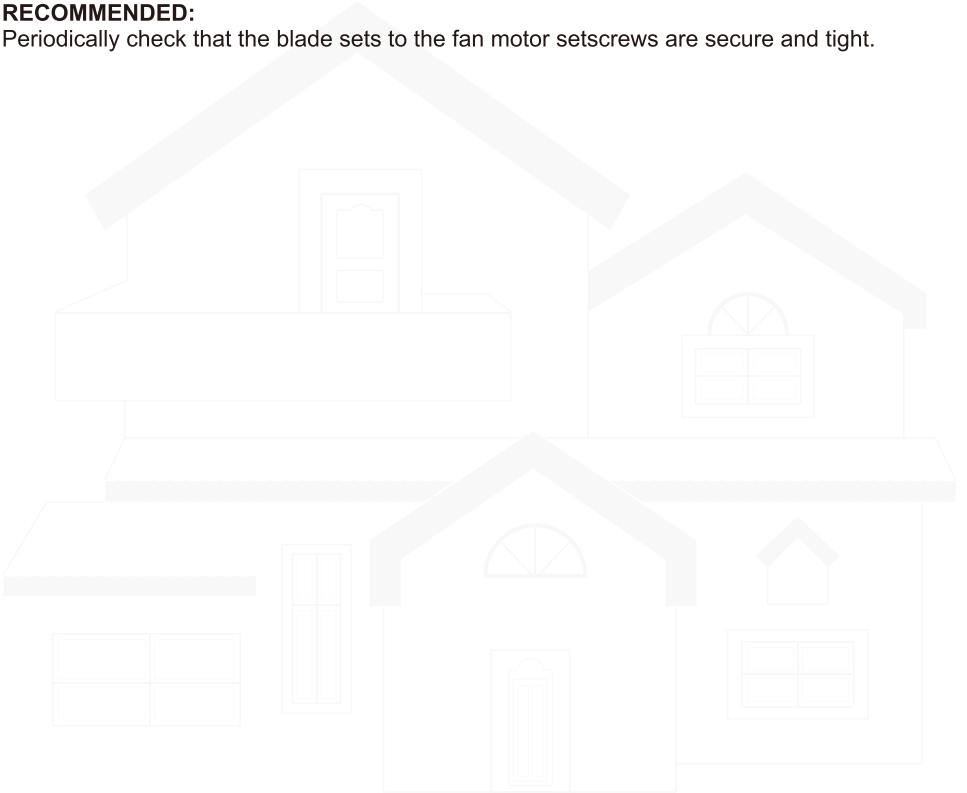 RECOMMENDED:
Periodically check that the blade sets to the fan motor setscrews are secure and tight.